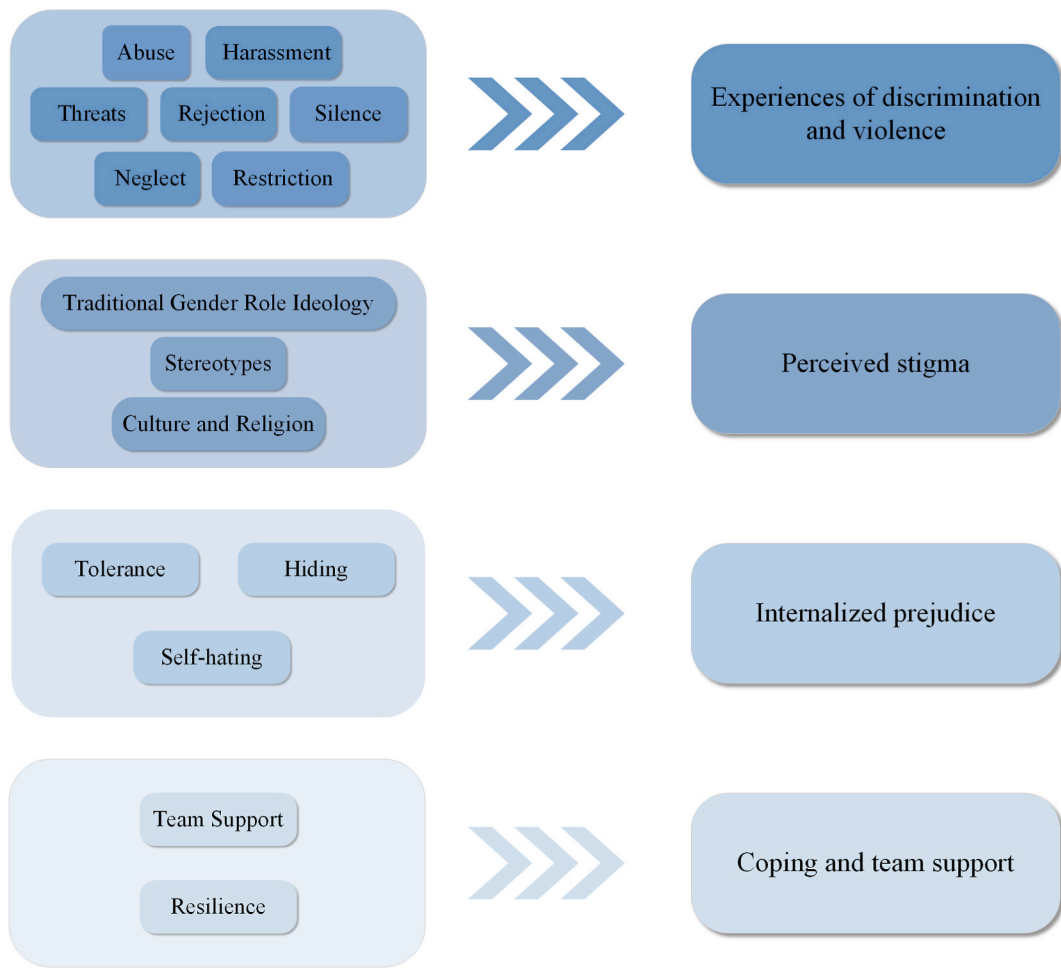 Abuse
Harassment
Threats
Rejection
Silence
Neglect
Restriction
Experiences of discrimination
and violence
Traditional Gender Role Ideology
Stereotypes
Culture and Religion
Perceived stigma
Tolerance
Hiding
Self-hating
Internalized prejudice
Team Support
Resilience
Coping and team support